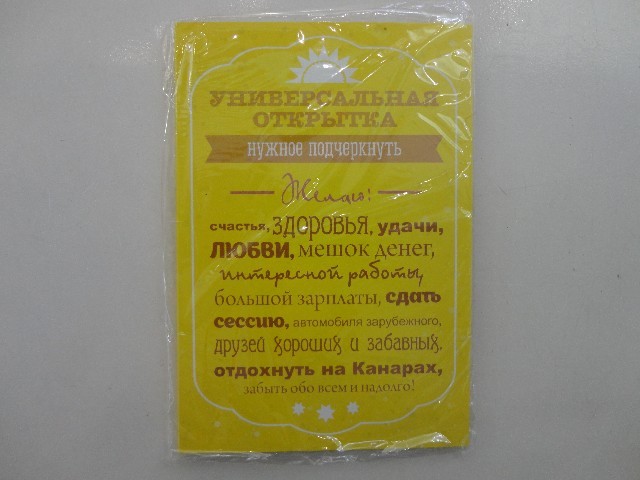 УНИВЕРСАЛЬНАЯ
ОТКРЫТКА
НУЖНОЕ ПОДЧЕРКНУТЬ
Желаю!
счастья, ЗДОРОВЬЯ, удачи,
ЛЮБВИ, мешок денег,
интересной работы,
большой зарплаты, сдать
сессию, автомобиля зарубежного,
друзей хороших и забавных,
отдохнуть на Канарах,
забыть обо всем и надолго!